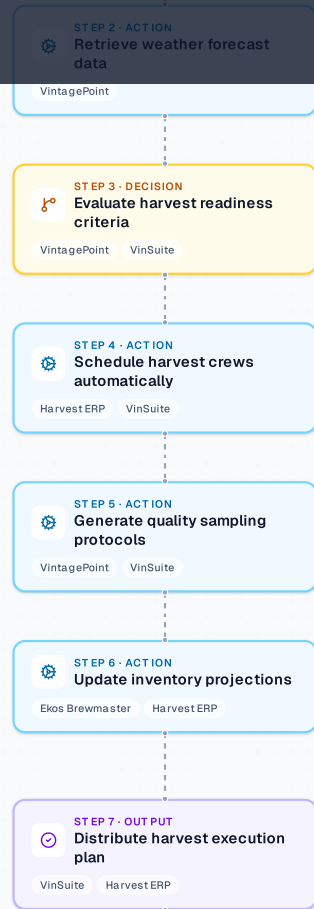 STEP 2 · ACTION
Retrieve weather forecast
data
VintagePoint
STEP 3 · DECISION
Evaluate harvest readiness
criteria
VintagePoint VinSuite
STEP 4 · ACTION
Schedule harvest crews
automatically
Harvest ERP VinSuite
STEP 5 · ACTION
Generate quality sampling
protocols
VintagePoint VinSuite
STEP 6 · ACTION
Update inventory projections
Ekos Brewmaster Harvest ERP
STEP 7 · OUTPUT
Distribute harvest execution
plan
VinSuite Harvest ERP